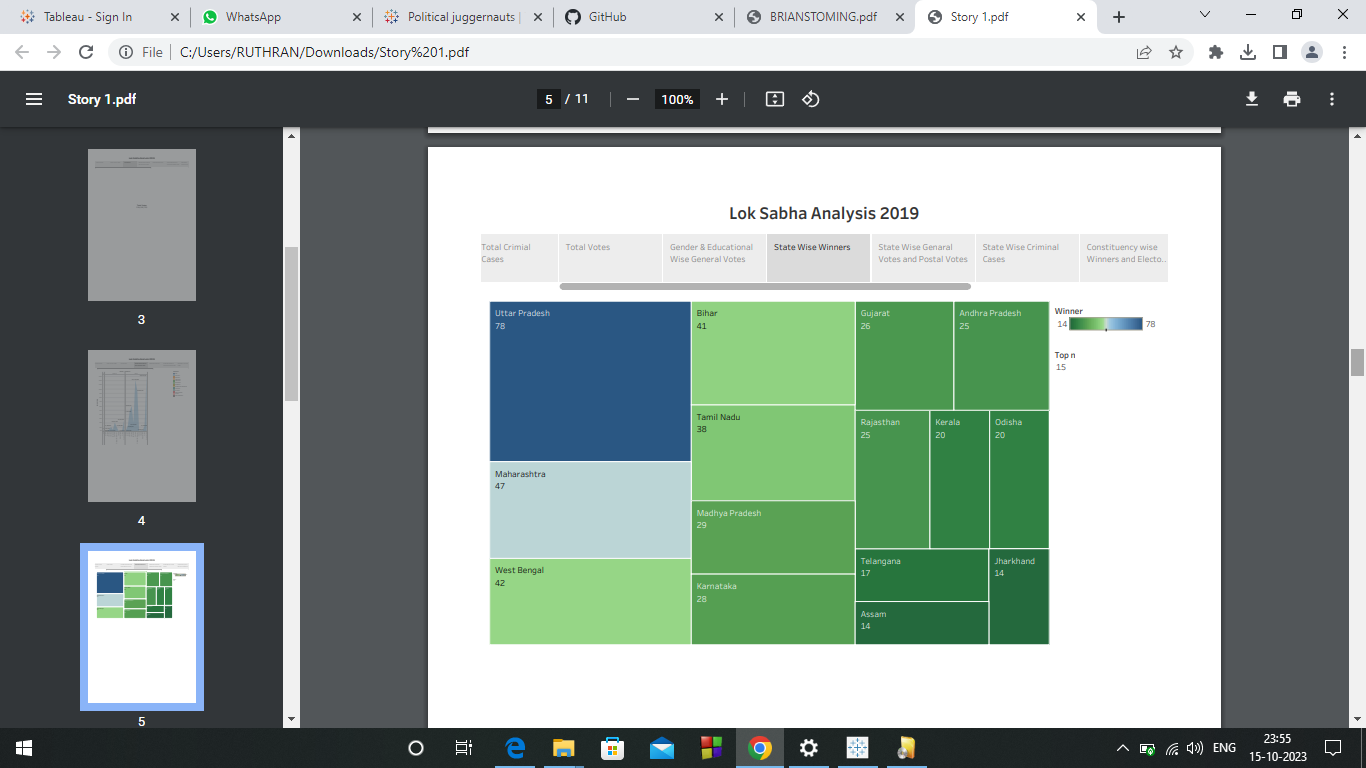 Tableau - Sign In
WhatsApp
Political juggernauts |
GitHub
BRIANSTOMING.pdf
Story 1.pdf
File
C:/Users/RUTHRAN/Downloads/Story%201.pdf
Story 1.pdf
5 / 11
100%
3
4
5
Lok Sabha Analysis 2019
Total Crimial
Cases
Total Votes
Gender & Educational
Wise General Votes
State Wise Winners
State Wise Genaral
Votes and Postal Votes
State Wise Criminal
Cases
Constituency wise
Winners and Electo..
Uttar Pradesh
78
Maharashtra
47
West Bengal
42
Bihar
41
Tamil Nadu
38
Madhya Pradesh
29
Karnataka
28
Gujarat
26
Andhra Pradesh
25
Rajasthan
25
Kerala
20
Odisha
20
Telangana
17
Jharkhand
14
Assam
14
Winner
14
78
Top n
15
ENG
23:55
15-10-2023